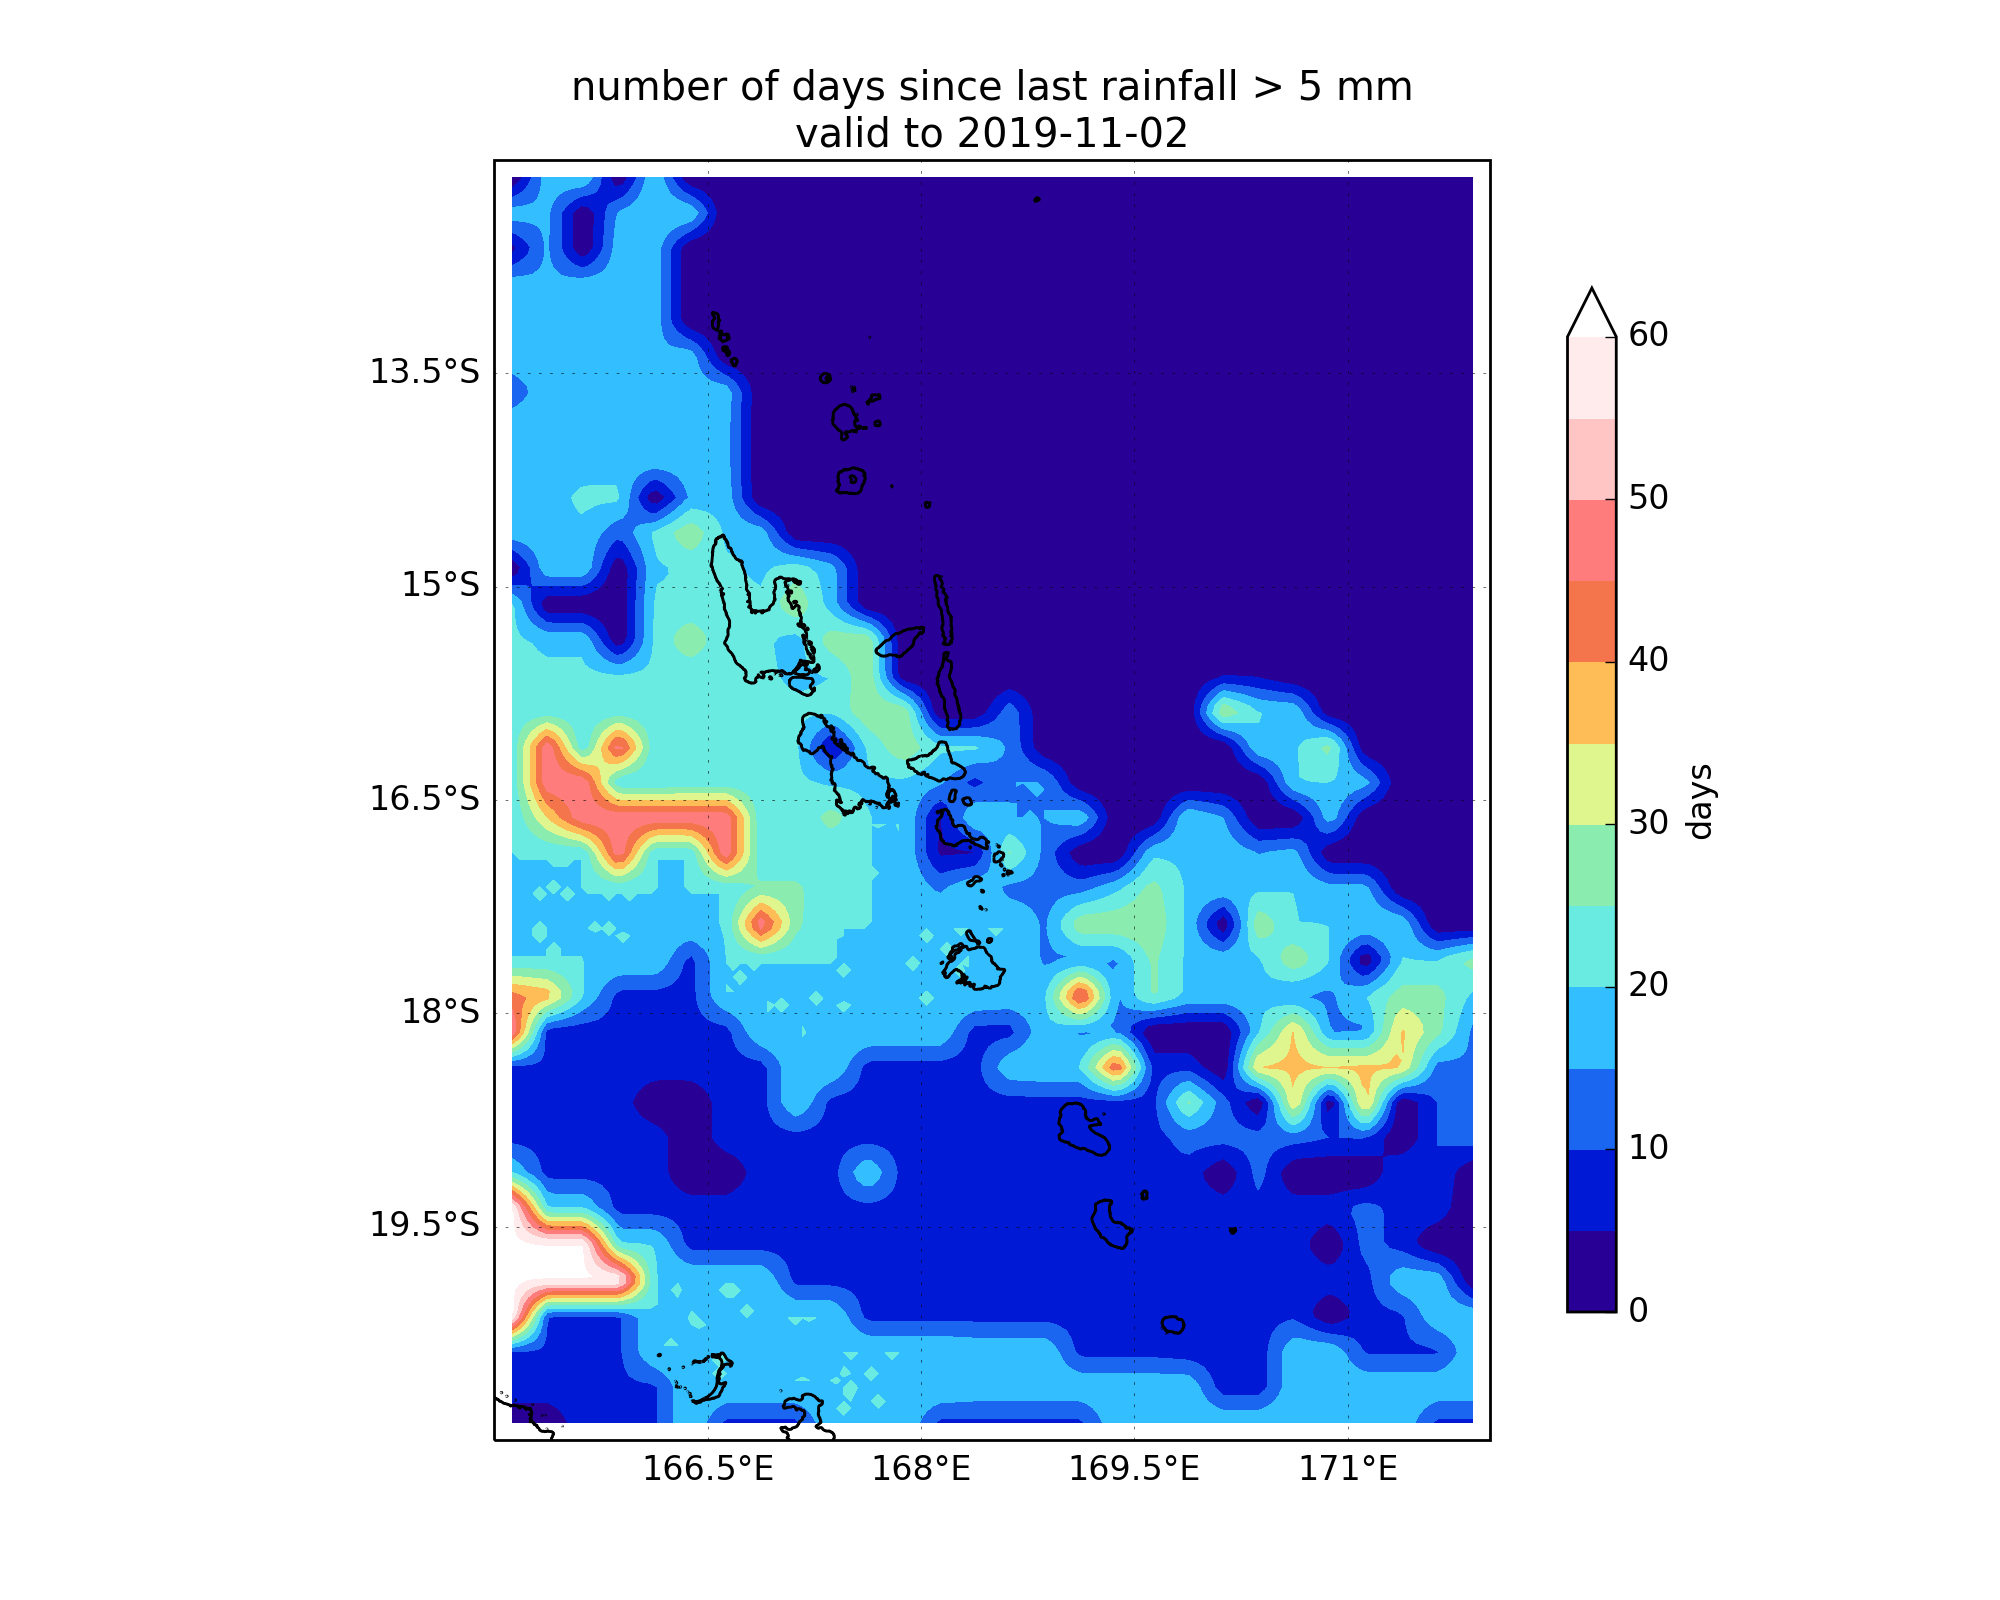 number of days since last rainfall > 5 mm
valid to 2019-11-02
13.5°S
15°S
16.5°S
18°S
19.5°S
166.5°E
168°E
169.5°E
171°E
60
50
40
30
20
10
0
days